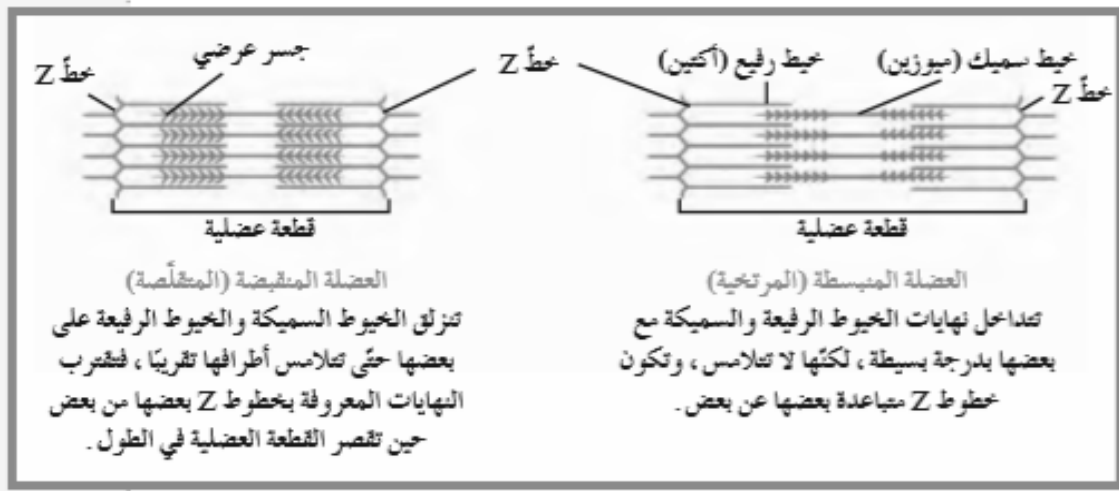 خيط سميك (ميوزين)
خيط رفيع (أكتين)
خطّ Z
خطّ Z
قطعة عضلية
العضلة المنبسطة (المرتخية)
تتداخل نهايات الخيوط الرفيعة والسميكة مع
بعضها بدرجة بسيطة ، لكنّها لا تتلامس ، وتكون
خطوط Z متباعدة بعضها عن بعض .
جسر عرضي
خطّ Z
قطعة عضلية
العضلة المنقبضة (المتقلّصة)
تنزلق الخيوط السميكة والخيوط الرفيعة على
بعضها حتّى تتلامس أطرافها تقريبًا ، فتقترب
النهايات المعروفة بخطوط Z بعضها من بعض
حين تقصر القطعة العضلية في الطول .